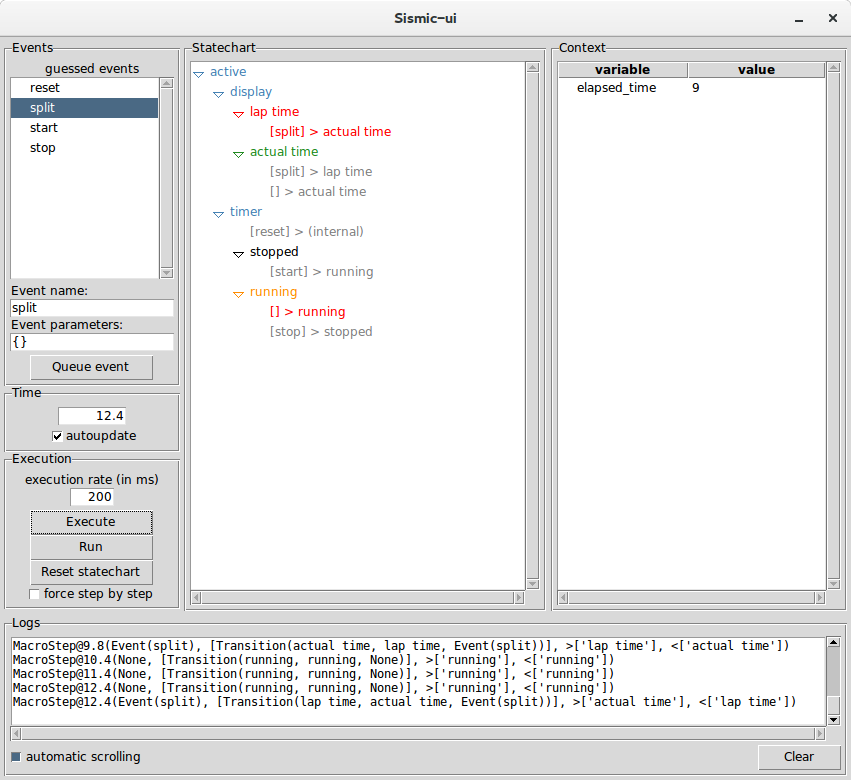 Sismic-ui
Events
guessed events
reset
split
start
stop
Event name:
split
Event parameters:
{}
Queue event
Time
12.4
autoupdate
Execution
execution rate (in ms)
200
Execute
Run
Reset statechart
force step by step
Statechart
active
display
lap time
[split] > actual time
actual time
[split] > lap time
[] > actual time
timer
[reset] > (internal)
stopped
[start] > running
running
[] > running
[stop] > stopped
Context
variable value
elapsed_time 9
Logs
MacroStep@9.8(Event(split), [Transition(actual time, lap time, Event(split))], >['lap time'], <['actual time'])
MacroStep@10.4(None, [Transition(running, running, None)], >['running'], <['running'])
MacroStep@11.4(None, [Transition(running, running, None)], >['running'], <['running'])
MacroStep@12.4(None, [Transition(running, running, None)], >['running'], <['running'])
MacroStep@12.4(Event(split), [Transition(lap time, actual time, Event(split))], >['actual time'], <['lap time'])
automatic scrolling
Clear